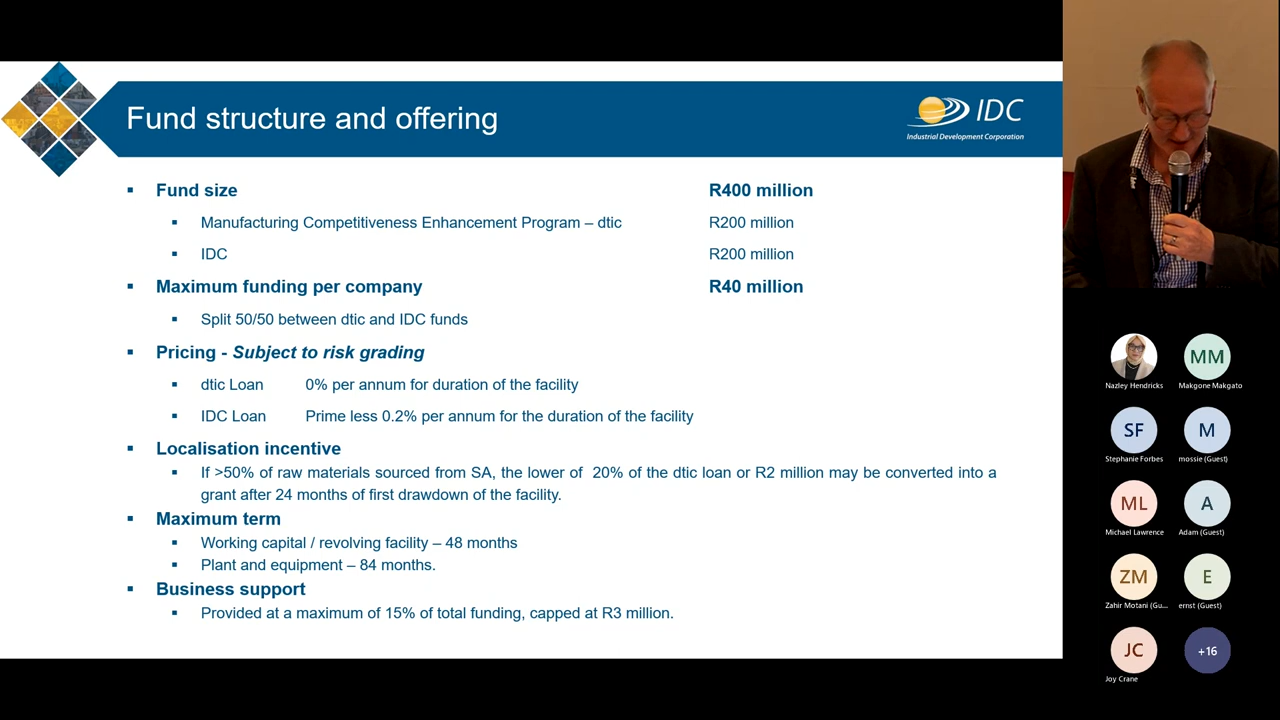 Fund structure and offering
IDC
Industrial Development Corporation
Fund size R400 million
Manufacturing Competitiveness Enhancement Program – dtic R200 million
IDC R200 million
Maximum funding per company R40 million
Split 50/50 between dtic and IDC funds
Pricing - Subject to risk grading
dtic Loan 0% per annum for duration of the facility
IDC Loan Prime less 0.2% per annum for the duration of the facility
Localisation incentive
If >50% of raw materials sourced from SA, the lower of 20% of the dtic loan or R2 million may be converted into a
grant after 24 months of first drawdown of the facility.
Maximum term
Working capital / revolving facility – 48 months
Plant and equipment – 84 months.
Business support
Provided at a maximum of 15% of total funding, capped at R3 million.
MM
Nazley Hendricks Makgone Makgato
SF M
Stephanie Forbes mossie (Guest)
ML A
Michael Lawrence Adam (Guest)
ZM E
Zahir Motani (Gu... ernst (Guest)
JC +16
Joy Crane